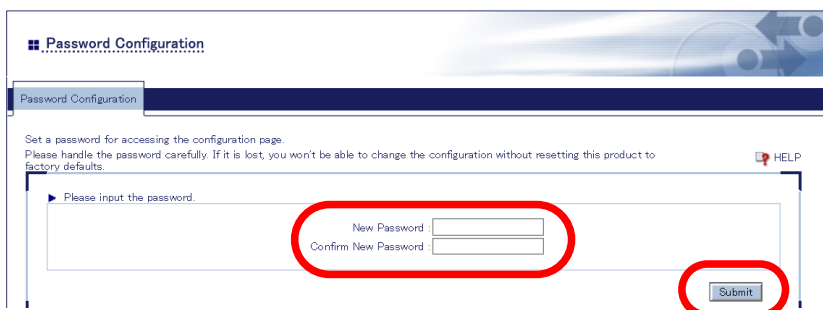 Password Configuration
Password Configuration
Set a password for accessing the configuration page.
Please handle the password carefully. If it is lost, you won't be able to change the configuration without resetting this product to
factory defaults.
HELP
Please input the password.
New Password :
Confirm New Password :
Submit